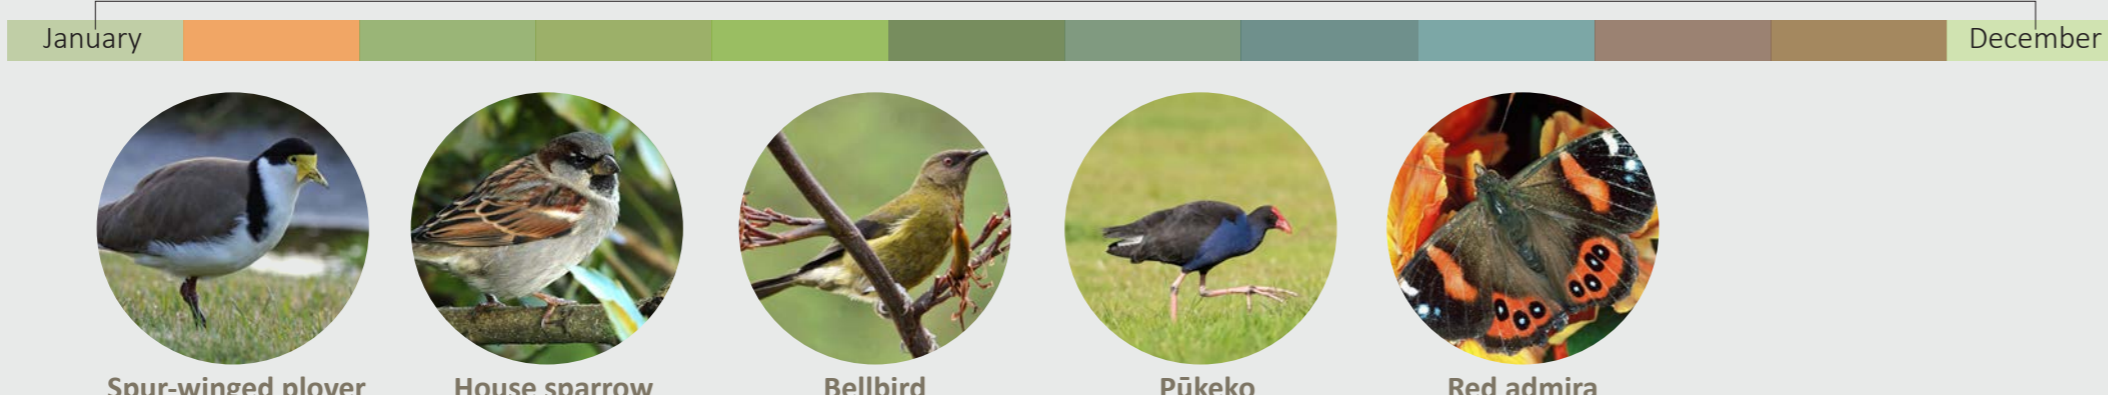 January December
Spur-winged plover House sparrow Bellbird Pūkeko Red admira